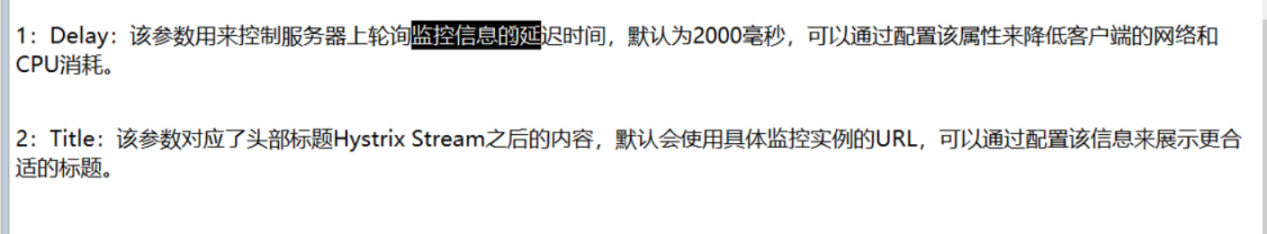 1：Delay：该参数用来控制服务器上轮询监控信息的延迟时间，默认为2000毫秒，可以通过配置该属性来降低客户端的网络和
CPU消耗。
2：Title：该参数对应了头部标题Hystrix Stream之后的内容，默认会使用具体监控实例的URL，可以通过配置该信息来展示更合
适的标题。